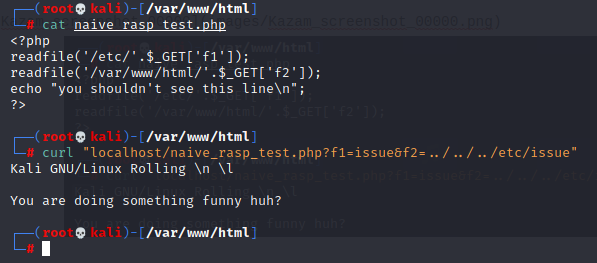 ┌──(root💀kali)-[/var/www/html]
└─# cat naive_rasp_test.php
<?php
readfile('/etc/'.$_GET['f1']);
readfile('/var/www/html/'.$_GET['f2']);
echo "you shouldn't see this line\n";
?>
┌──(root💀kali)-[/var/www/html]
└─# curl "localhost/naive_rasp_test.php?f1=issue&f2=../../../etc/issue"
Kali GNU/Linux Rolling \n \l
You are doing something funny huh?
┌──(root💀kali)-[/var/www/html]
└─#